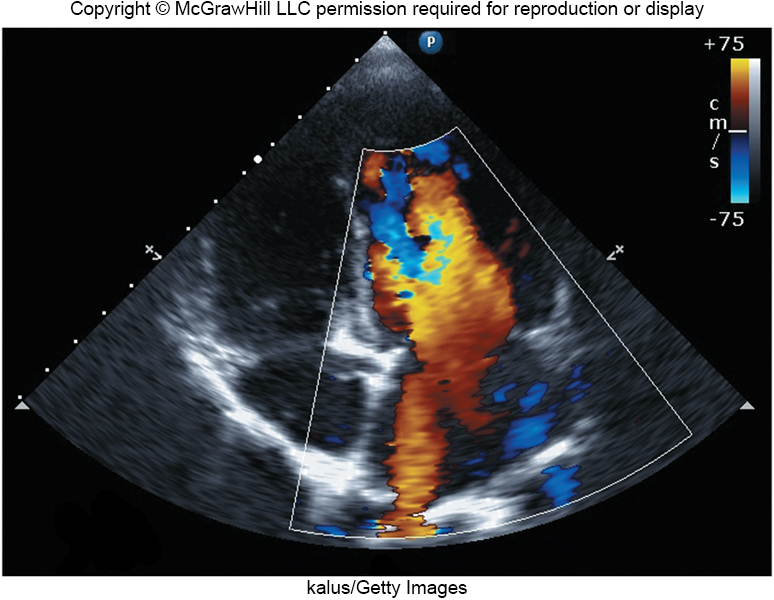 Copyright © McGrawHill LLC permission required for reproduction or display
P
+75
c
m
/
s
-75
kalus/Getty Images